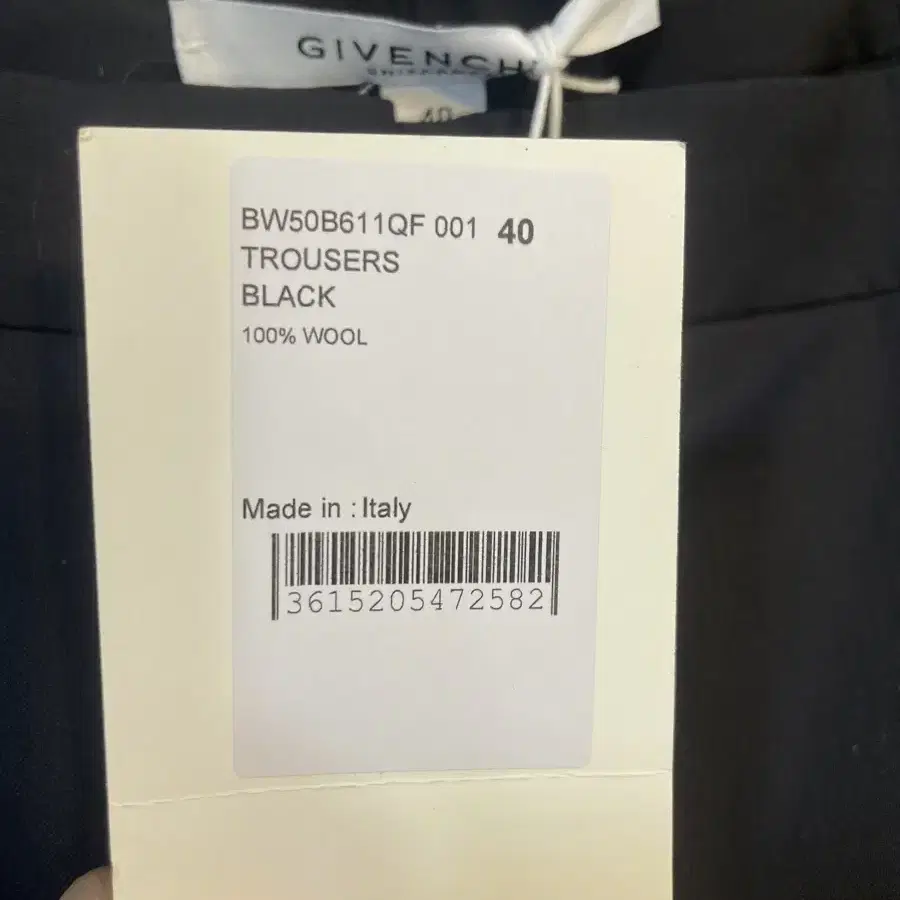 GIVENCH
40
BW50B611QF 001 40
TROUSERS
BLACK
100% WOOL
Made in : Italy
3615205472582